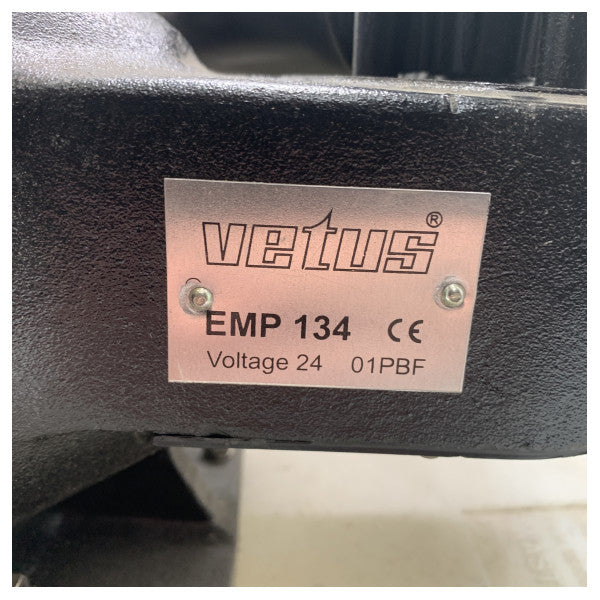 vetus®
EMP 134 CE
Voltage 24 01PBF